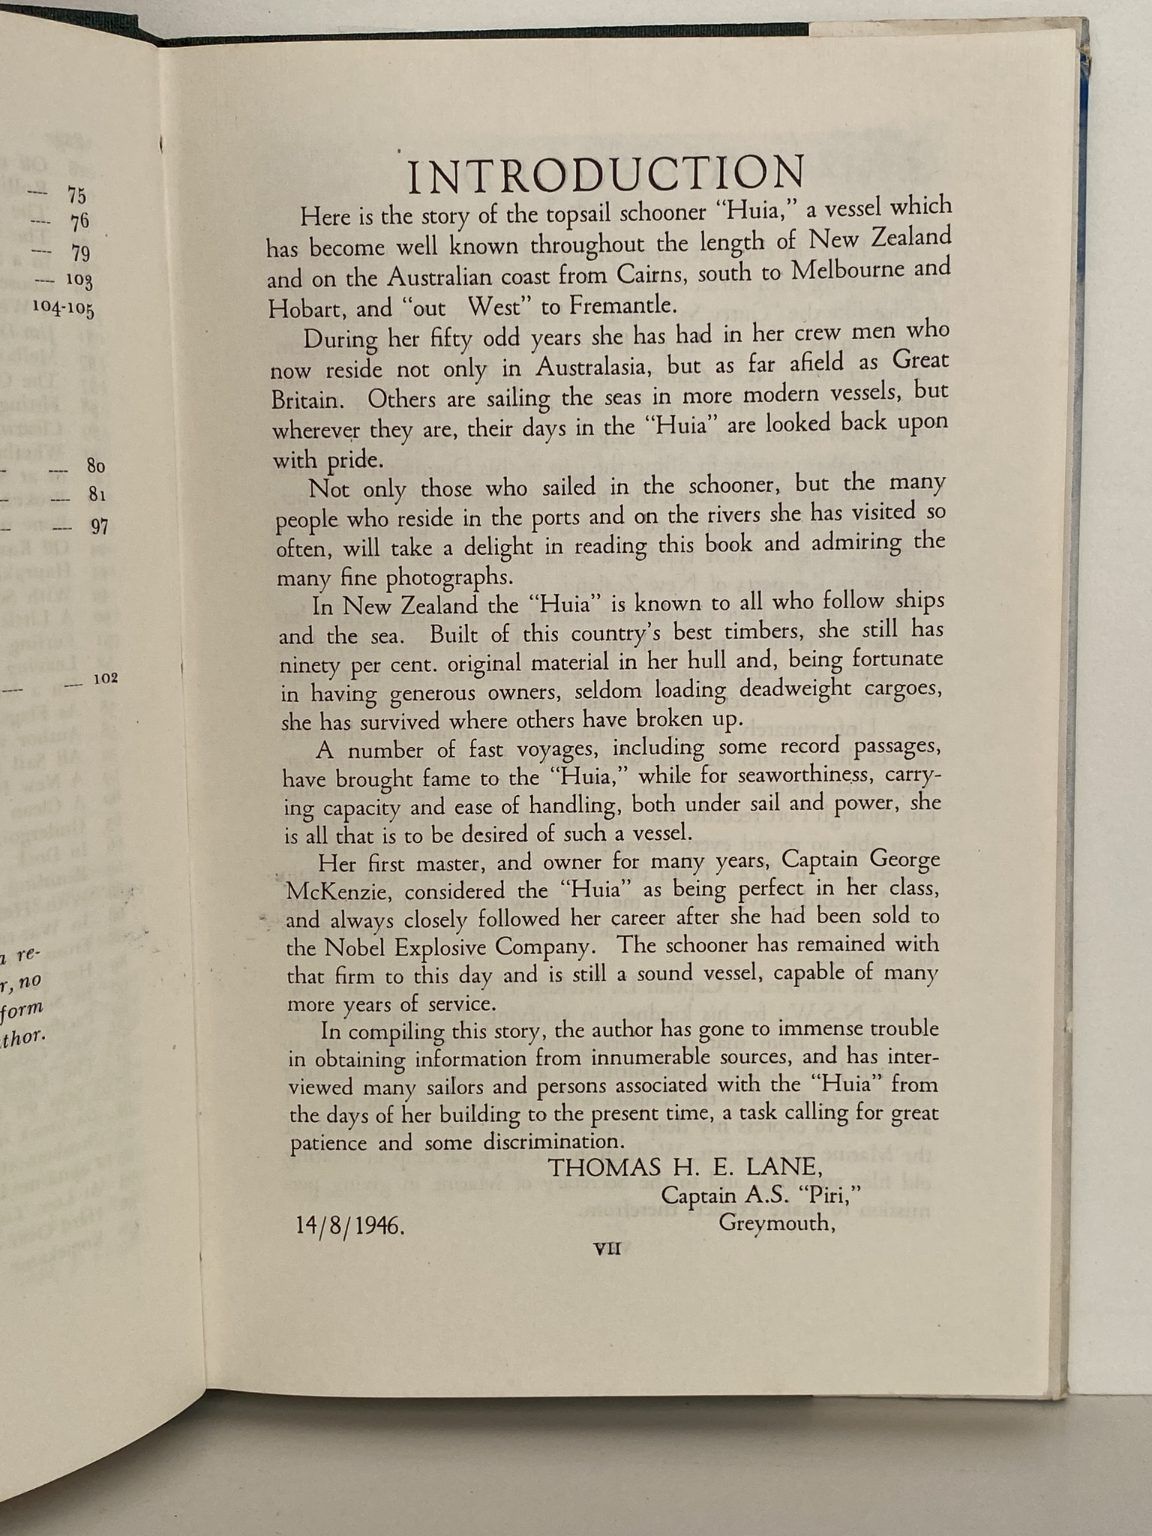 — 75
— 76
— 79
— 103
104-105
— 80
— 81
— 97
— — 102
re-
no
form
INTRODUCTION
Here is the story of the topsail schooner “Huia,” a vessel which
has become well known throughout the length of New Zealand
and on the Australian coast from Cairns, south to Melbourne and
Hobart, and “out West” to Fremantle.
During her fifty odd years she has had in her crew men who
now reside not only in Australasia, but as far afield as Great
Britain. Others are sailing the seas in more modern vessels, but
wherever they are, their days in the “Huia” are looked back upon
with pride.
Not only those who sailed in the schooner, but the many
people who reside in the ports and on the rivers she has visited so
often, will take a delight in reading this book and admiring the
many fine photographs.
In New Zealand the “Huia” is known to all who follow ships
and the sea. Built of this country’s best timbers, she still has
ninety per cent. original material in her hull and, being fortunate
in having generous owners, seldom loading deadweight cargoes,
she has survived where others have broken up.
A number of fast voyages, including some record passages,
have brought fame to the “Huia,” while for seaworthiness, carry-
ing capacity and ease of handling, both under sail and power, she
is all that is to be desired of such a vessel.
Her first master, and owner for many years, Captain George
McKenzie, considered the “Huia” as being perfect in her class,
and always closely followed her career after she had been sold to
the Nobel Explosive Company. The schooner has remained with
that firm to this day and is still a sound vessel, capable of many
more years of service.
In compiling this story, the author has gone to immense trouble
in obtaining information from innumerable sources, and has inter-
viewed many sailors and persons associated with the “Huia” from
the days of her building to the present time, a task calling for great
patience and some discrimination.
THOMAS H. E. LANE,
Captain A.S. “Piri,”
14/8/1946. Greymouth,
VII